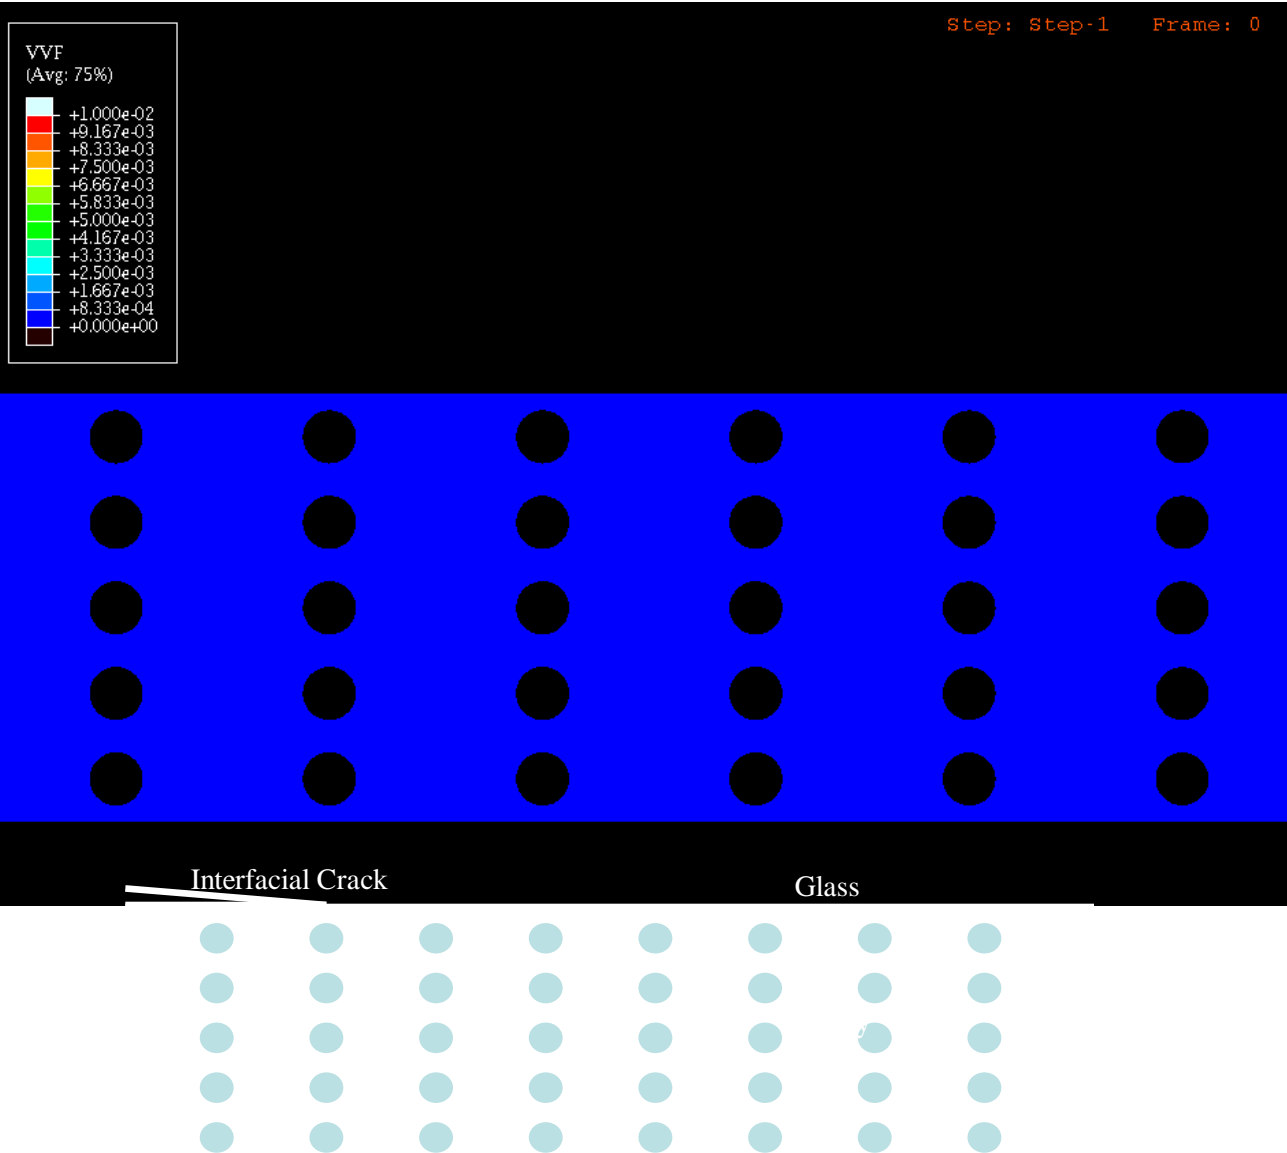 Step: Step-1 Frame: 0
VVF
(Avg: 75%)
+1.000e-02
+9.167e-03
+8.333e-03
+7.500e-03
+6.667e-03
+5.833e-03
+5.000e-03
+4.167e-03
+3.333e-03
+2.500e-03
+1.667e-03
+8.333e-04
+0.000e+00
Interfacial Crack
Glass